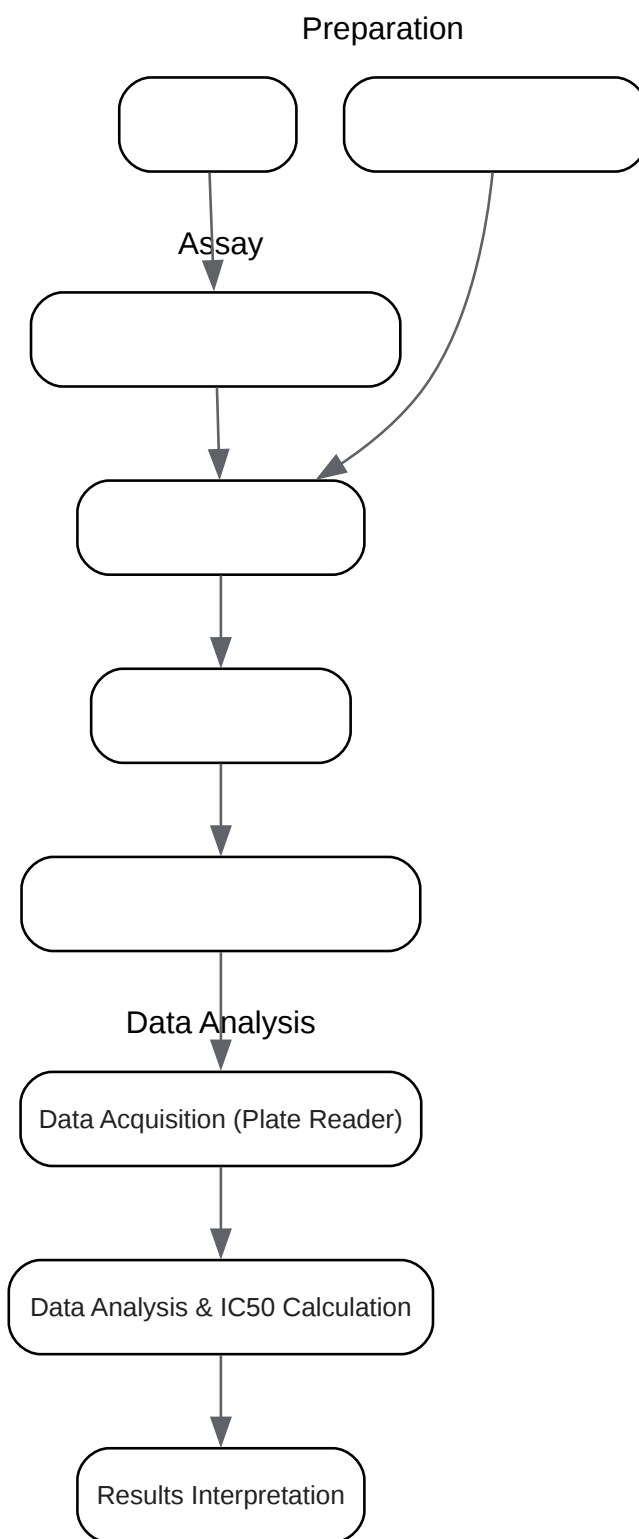 Preparation
Assay
Data Analysis
Data Acquisition (Plate Reader)
Data Analysis & IC50 Calculation
Results Interpretation